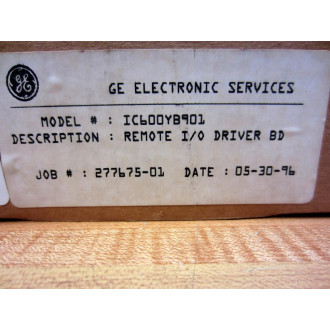 GE
GE ELECTRONIC SERVICES
MODEL # : IC600YB901
DESCRIPTION : REMOTE I/O DRIVER BD
JOB # : 277675-01 DATE : 05-30-96